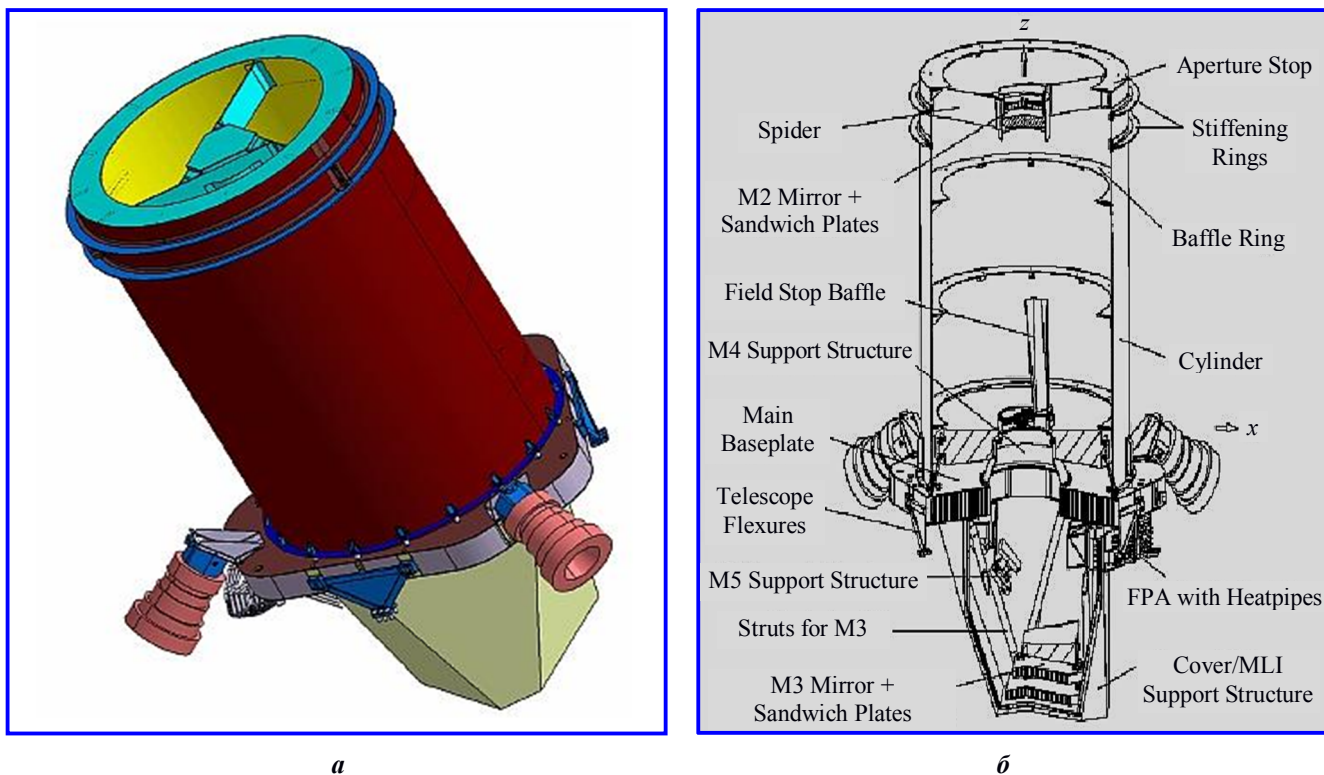 z
Aperture Stop
Spider
Stiffening
Rings
M2 Mirror +
Sandwich Plates
Baffle Ring
Field Stop Baffle
M4 Support Structure
Cylinder
Main
Baseplate
x
Telescope
Flexures
M5 Support Structure
FPA with Heatpipes
Struts for M3
Cover/MLI
Support Structure
M3 Mirror +
Sandwich Plates
а
б